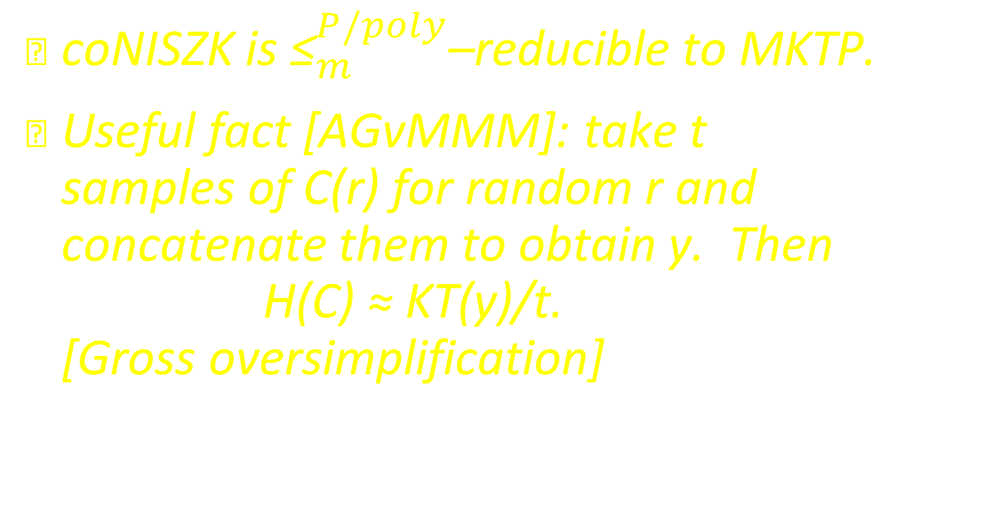 coNISZK is ≤ₘ^{P/poly} –reducible to MKTP.
Useful fact [AGvMMM]: take t
samples of C(r) for random r and
concatenate them to obtain y. Then
H(C) ≈ KT(y)/t.
[Gross oversimplification]